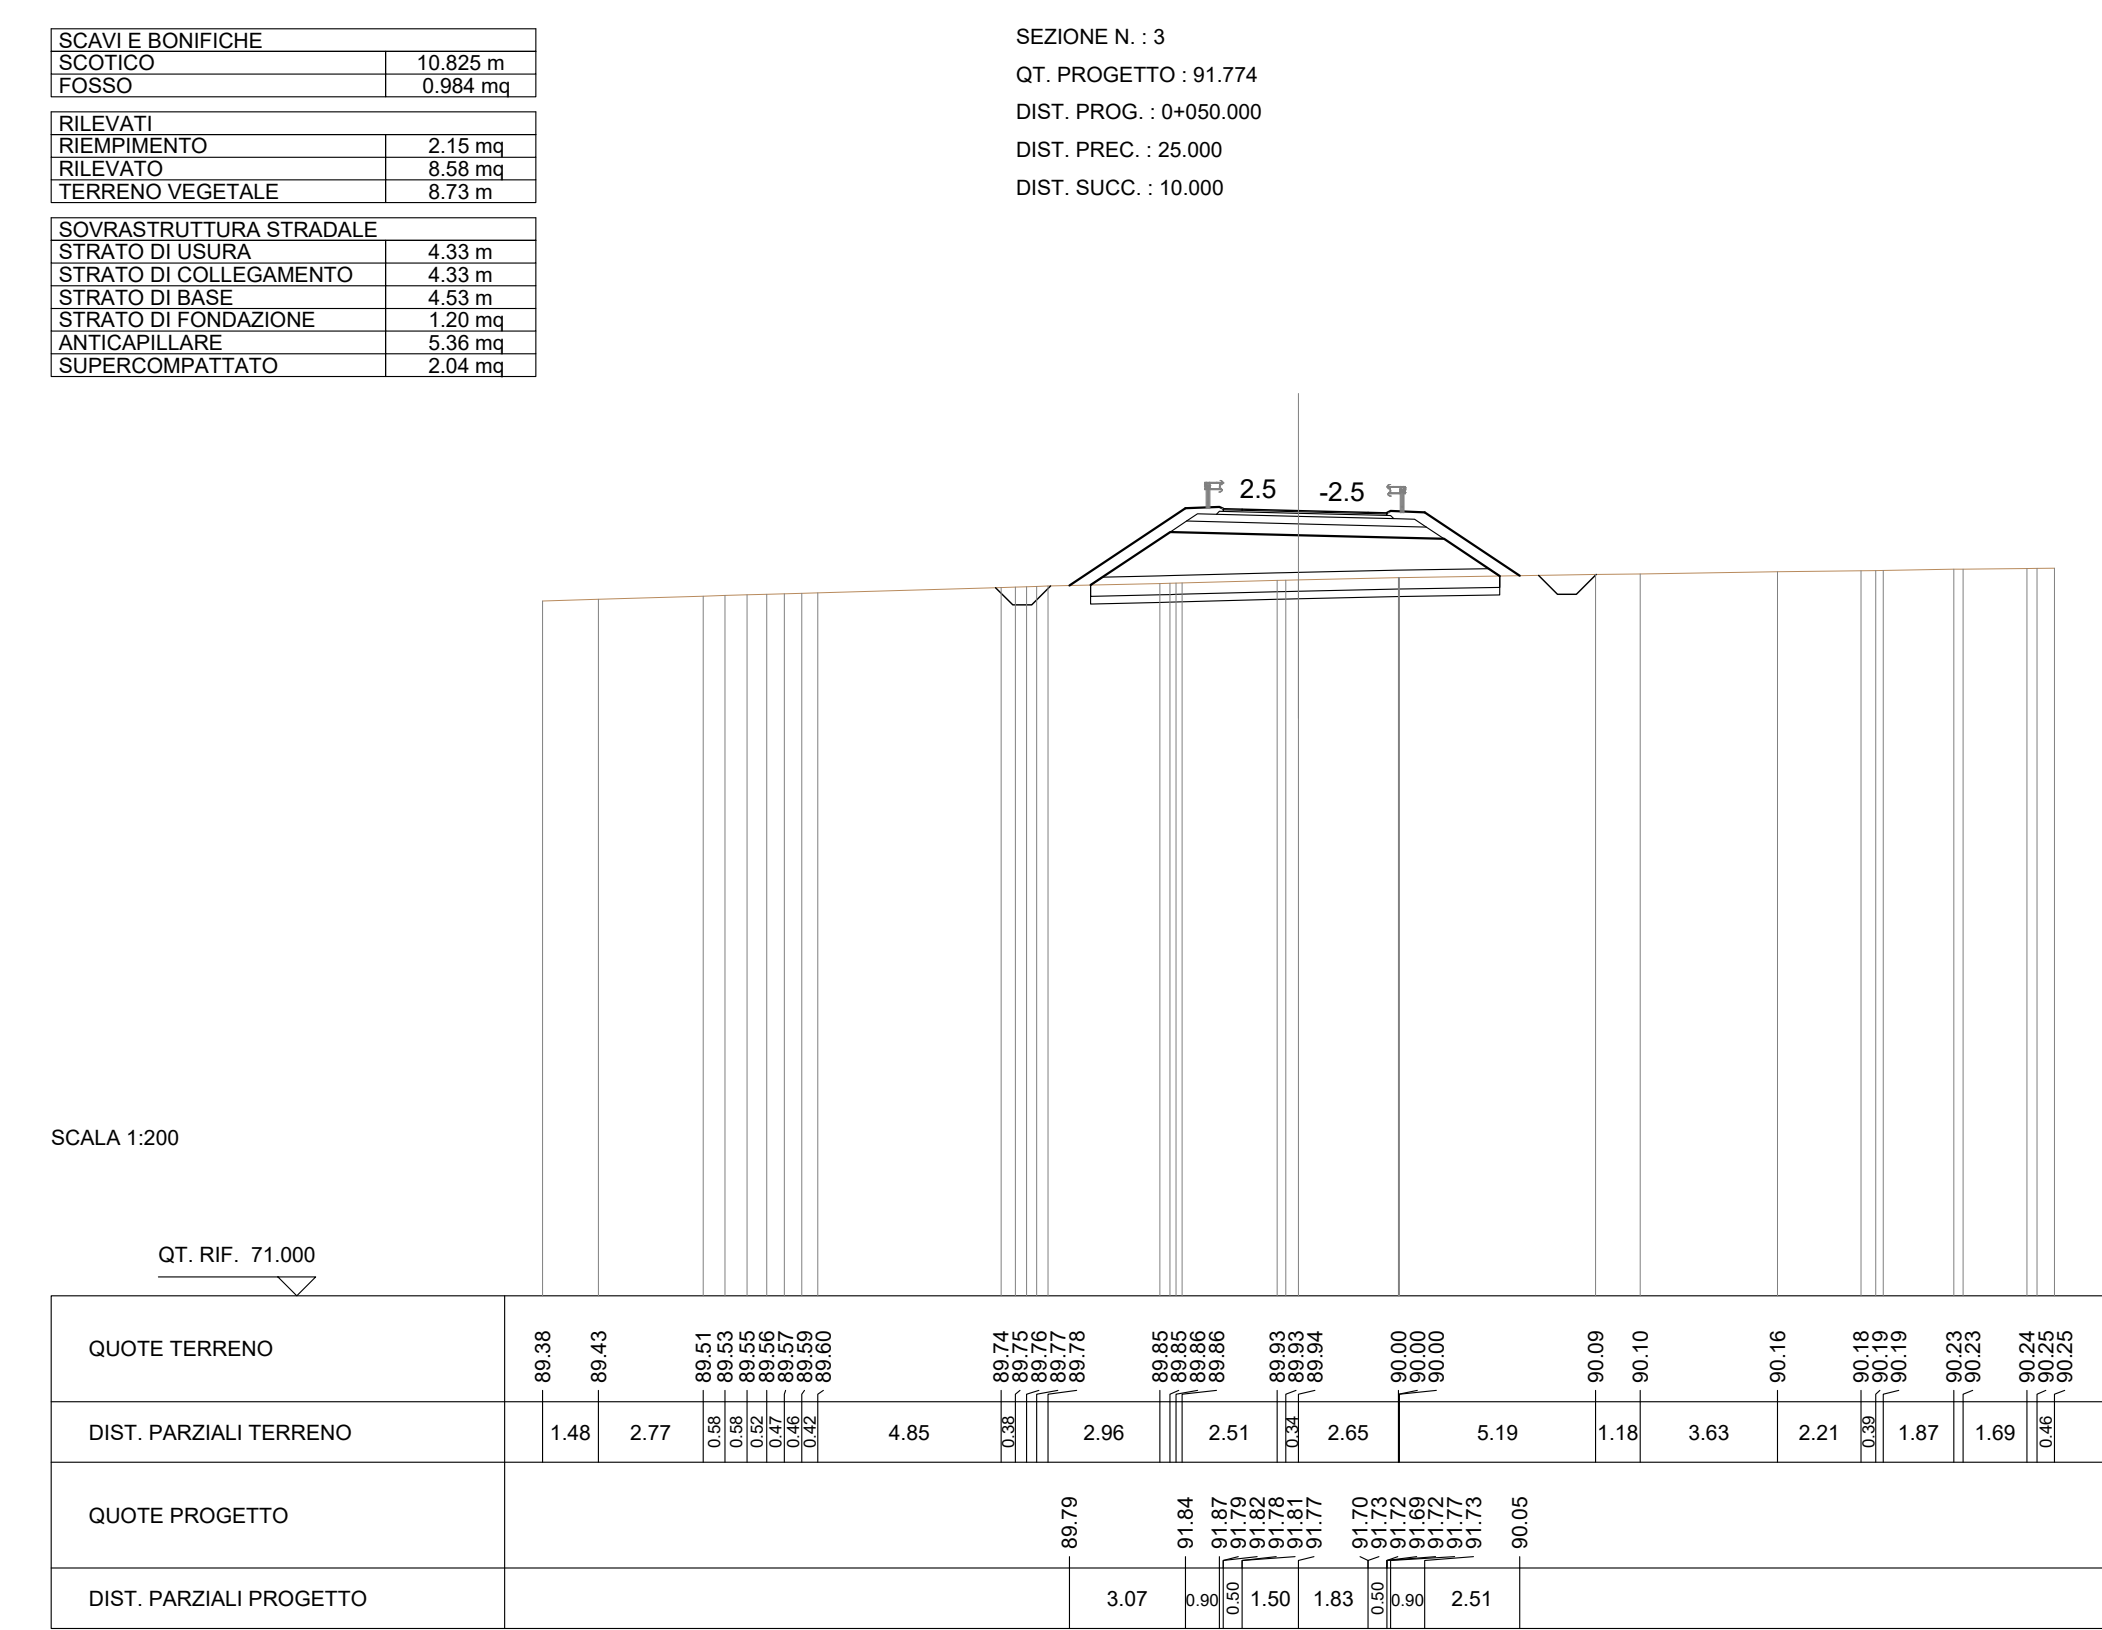 SCAVI E BONIFICHE
SCOTICO 10.825 m
FOSSO 0.984 mq
RILEVATI
RIEMPIMENTO 2.15 mq
RILEVATO 8.58 mq
TERRENO VEGETALE 8.73 m
SOVRASTRUTTURA STRADALE
STRATO DI USURA 4.33 m
STRATO DI COLLEGAMENTO 4.33 m
STRATO DI BASE 4.53 m
STRATO DI FONDAZIONE 1.20 mq
ANTICAPILLARE 5.36 mq
SUPERCOMPATTATO 2.04 mq
SEZIONE N. : 3
QT. PROGETTO : 91.774
DIST. PROG. : 0+050.000
DIST. PREC. : 25.000
DIST. SUCC. : 10.000
2.5 -2.5
SCALA 1:200
QT. RIF. 71.000
QUOTE TERRENO 89.38 89.43 89.51 89.53 89.55 89.56 89.57 89.59 89.60 89.74 89.75 89.76 89.77 89.78 89.85 89.85 89.86 89.86 89.93 89.93 89.94 90.00 90.00 90.00 90.09 90.10 90.16 90.18 90.19 90.19 90.23 90.23 90.24 90.25 90.25
DIST. PARZIALI TERRENO 1.48 2.77 0.58 0.58 0.52 0.47 0.46 0.42 4.85 0.38 2.96 2.51 0.34 2.65 5.19 1.18 3.63 2.21 0.39 1.87 1.69 0.46
QUOTE PROGETTO 89.79 91.84 91.87 91.79 91.82 91.78 91.81 91.77 91.70 91.73 91.72 91.69 91.72 91.77 91.73 90.05
DIST. PARZIALI PROGETTO 3.07 0.90 0.50 1.50 1.83 0.50 0.90 2.51